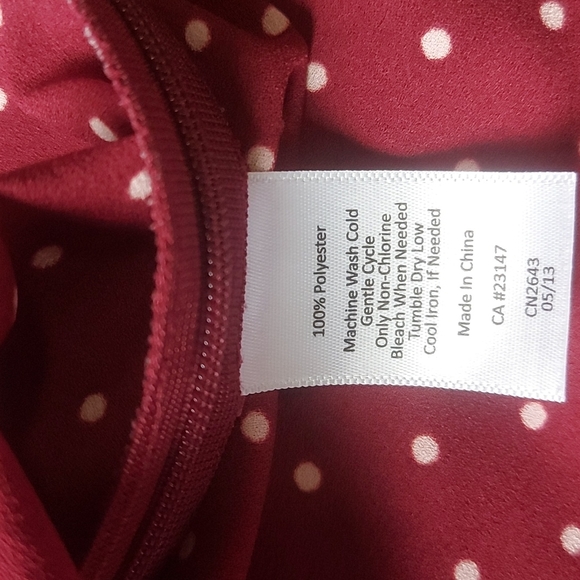 100% Polyester
Machine Wash Cold
Gentle Cycle
Only Non-Chlorine
Bleach When Needed
Tumble Dry Low
Cool Iron, If Needed
Made In China
CA #23147
CN2643
05/13